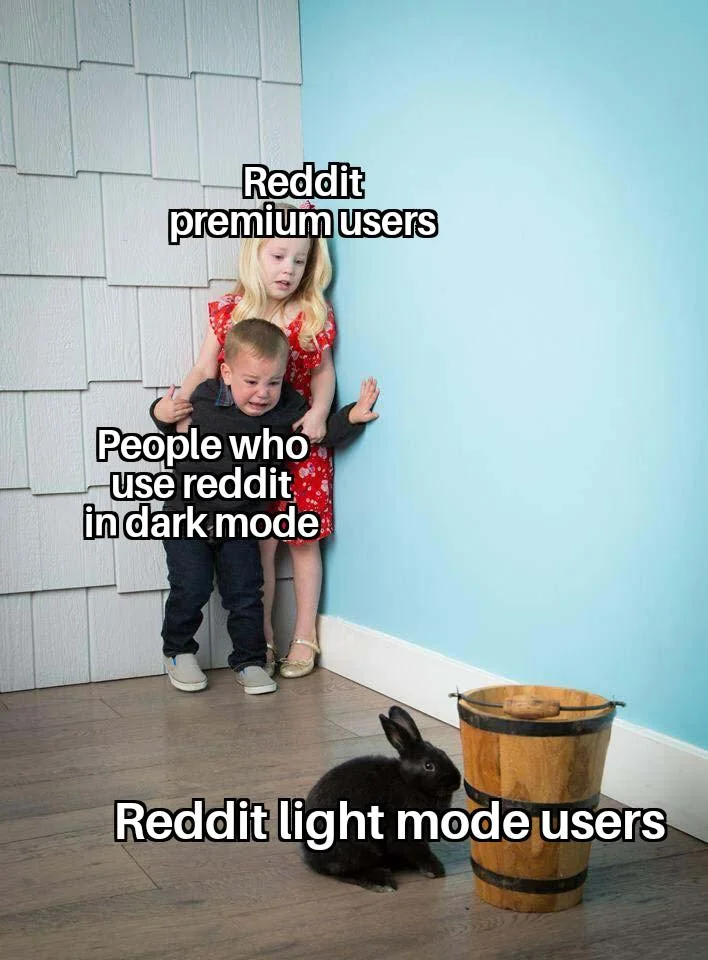 Reddit
premium users
People who
use reddit
in dark mode
Reddit light mode users